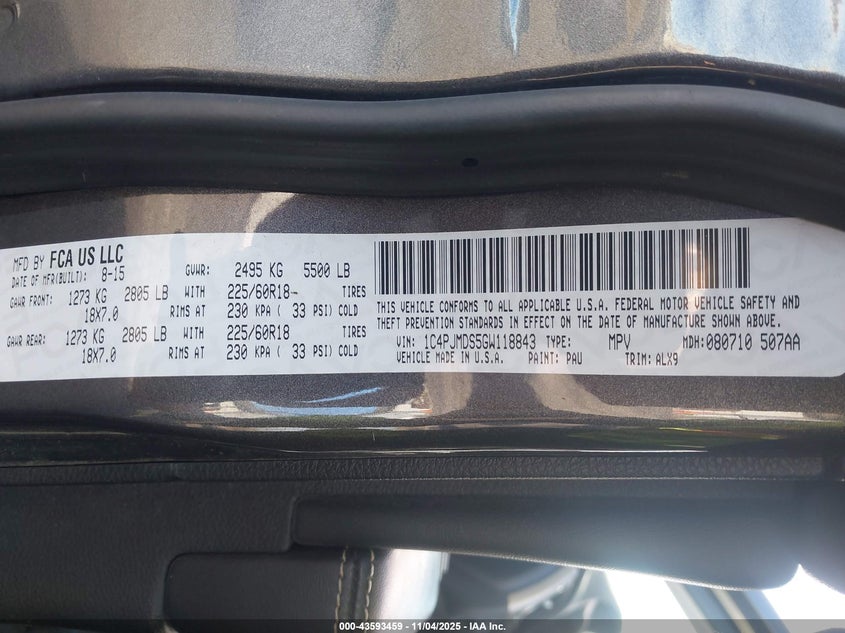 MFD BY FCA US LLC
DATE OF MFR(BUILT): 8-15 GVWR: 2495 KG 5500 LB
GAWR FRONT: 1273 KG 2805 LB WITH 225/60R18- TIRES
18X7.0 RIMS AT 230 KPA ( 33 PSI) COLD
GAWR REAR: 1273 KG 2805 LB WITH 225/60R18 TIRES
18X7.0 RIMS AT 230 KPA ( 33 PSI) COLD
THIS VEHICLE CONFORMS TO ALL APPLICABLE U.S.A. FEDERAL MOTOR VEHICLE SAFETY AND
THEFT PREVENTION STANDARDS IN EFFECT ON THE DATE OF MANUFACTURE SHOWN ABOVE.
VIN: 1C4PJMDS5GW118843 TYPE: MPV MDH: 080710 507AA
VEHICLE MADE IN U.S.A. PAINT: PAU TRIM: ALX9
000-43593459 - 11/04/2025 - IAA Inc.